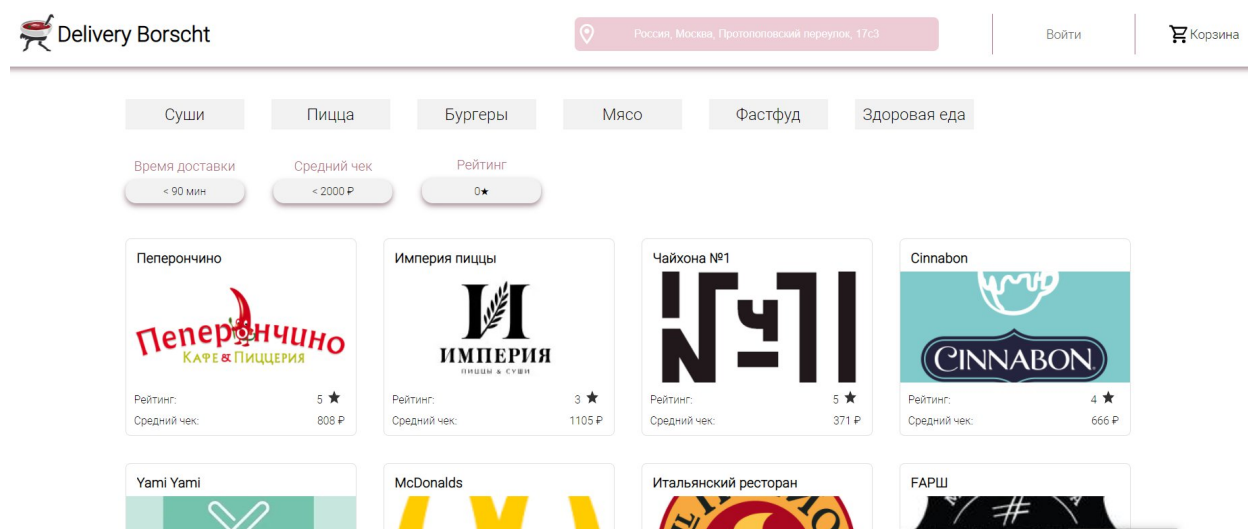 Delivery Borscht
Россия, Москва, Протопоповский переулок, 17с3
Войти
Корзина
Суши Пицца Бургеры Мясо Фастфуд Здоровая еда
Время доставки Средний чек Рейтинг
< 90 мин < 2000 ₽ 0★
Пеперончино Империя пиццы Чайхона №1 Cinnabon
Пеперончино
Кафе & Пиццерия
И
ИМПЕРИЯ
ПИЦЦЫ & СУШИ
№Ч1
CINNABON
Рейтинг: 5 ★ Рейтинг: 3 ★ Рейтинг: 5 ★ Рейтинг: 4 ★
Средний чек: 808 ₽ Средний чек: 1105 ₽ Средний чек: 371 ₽ Средний чек: 666 ₽
Yami Yami McDonalds Итальянский ресторан FАРШ